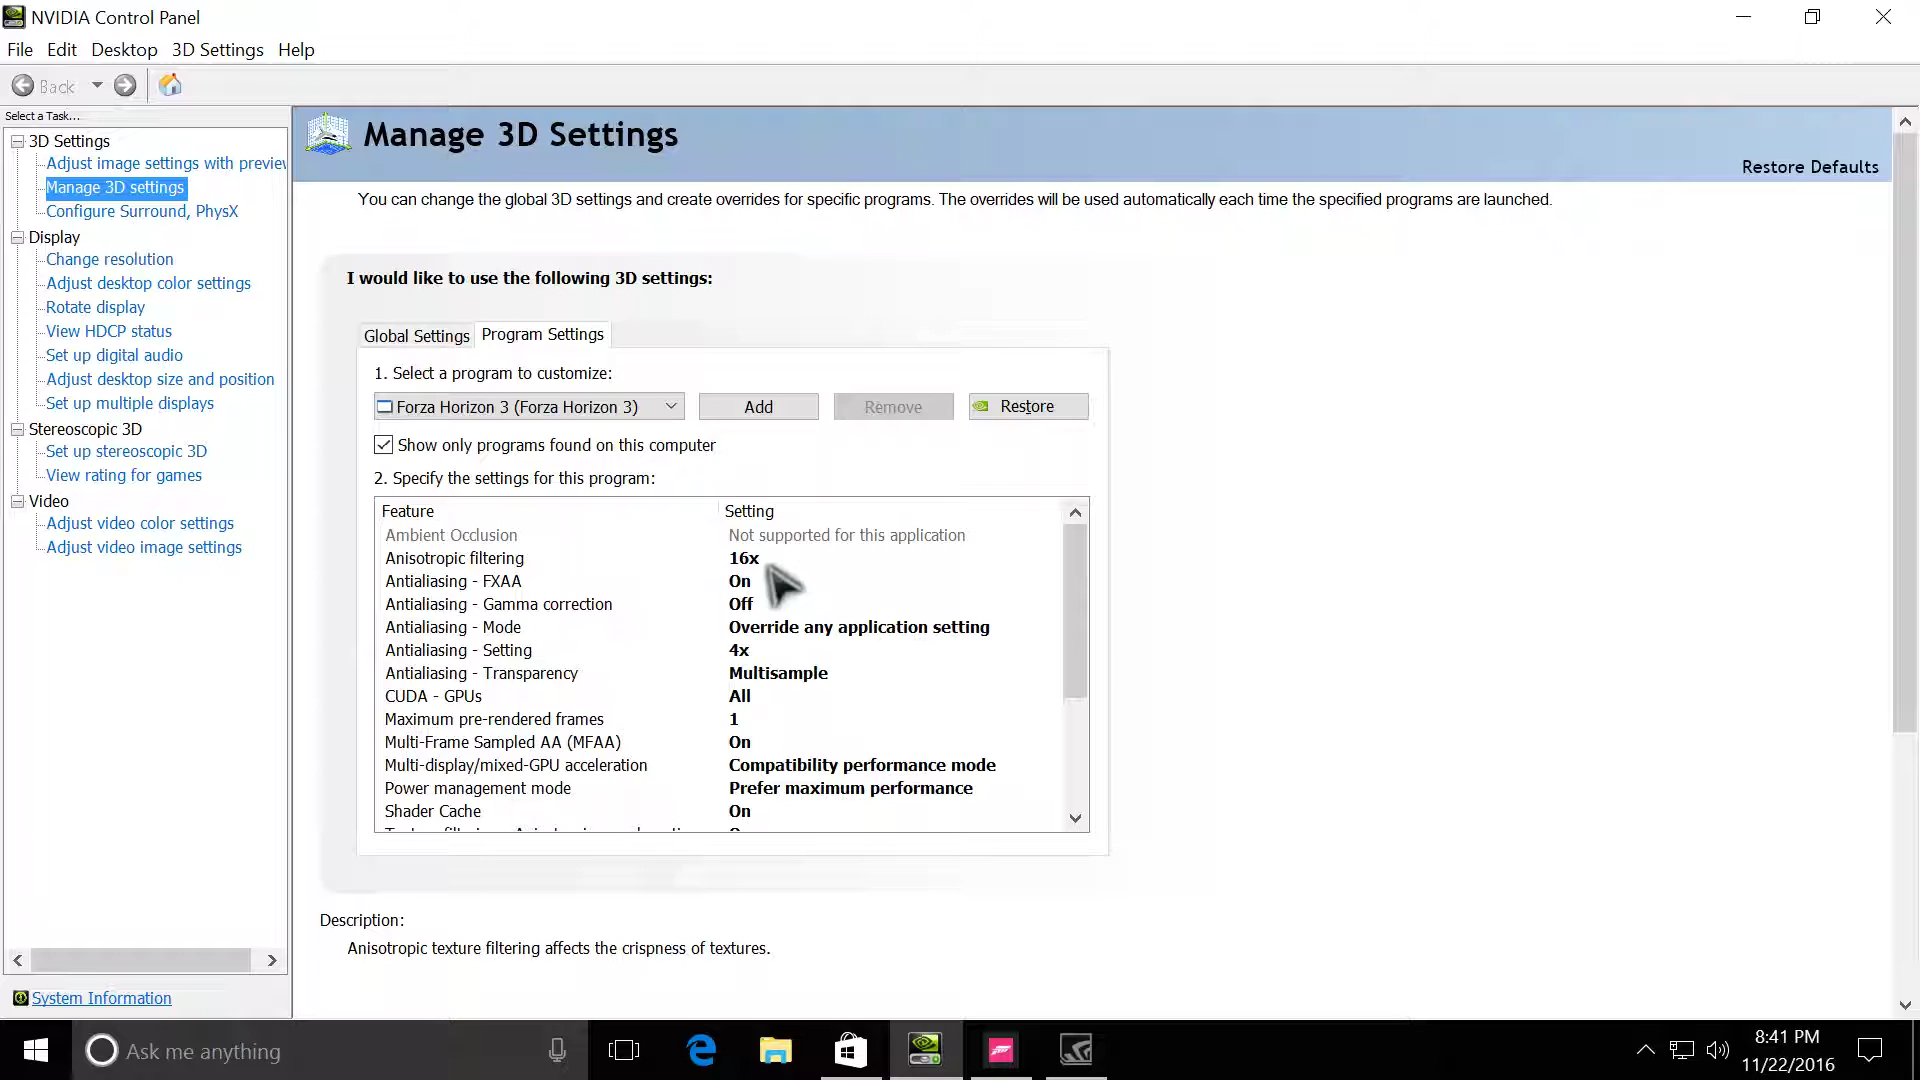 NVIDIA Control Panel
File Edit Desktop 3D Settings Help
Back
Select a Task...
3D Settings
Adjust image settings with preview
Manage 3D settings
Configure Surround, PhysX
Display
Change resolution
Adjust desktop color settings
Rotate display
View HDCP status
Set up digital audio
Adjust desktop size and position
Set up multiple displays
Stereoscopic 3D
Set up stereoscopic 3D
View rating for games
Video
Adjust video color settings
Adjust video image settings
System Information
Manage 3D Settings
Restore Defaults
You can change the global 3D settings and create overrides for specific programs. The overrides will be used automatically each time the specified programs are launched.
I would like to use the following 3D settings:
Global Settings Program Settings
1. Select a program to customize:
Forza Horizon 3 (Forza Horizon 3) Add Remove Restore
Show only programs found on this computer
2. Specify the settings for this program:
Feature Setting
Ambient Occlusion Not supported for this application
Anisotropic filtering 16x
Antialiasing - FXAA On
Antialiasing - Gamma correction Off
Antialiasing - Mode Override any application setting
Antialiasing - Setting 4x
Antialiasing - Transparency Multisample
CUDA - GPUs All
Maximum pre-rendered frames 1
Multi-Frame Sampled AA (MFAA) On
Multi-display/mixed-GPU acceleration Compatibility performance mode
Power management mode Prefer maximum performance
Shader Cache On
Description:
Anisotropic texture filtering affects the crispness of textures.
Ask me anything
8:41 PM
11/22/2016